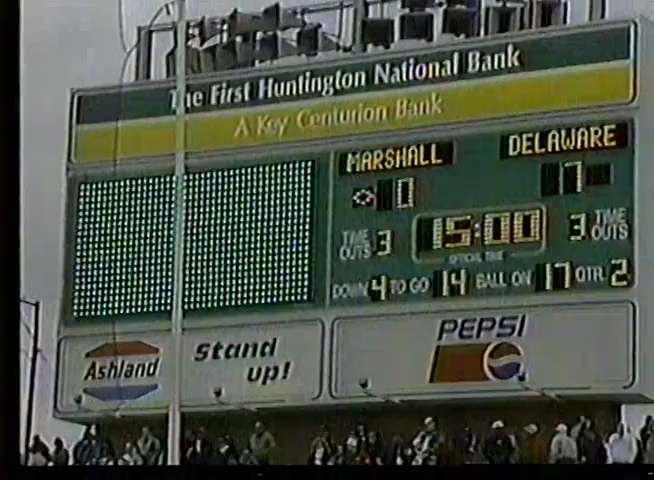 The First Huntington National Bank
A Key Centurion Bank
MARSHALL DELAWARE
0 7
TIME OUTS 3 15:00 3 TIME OUTS
OFFICIAL TIME
DOWN 4 TO GO 14 BALL ON 17 QTR 2
Ashland
Stand up!
PEPSI